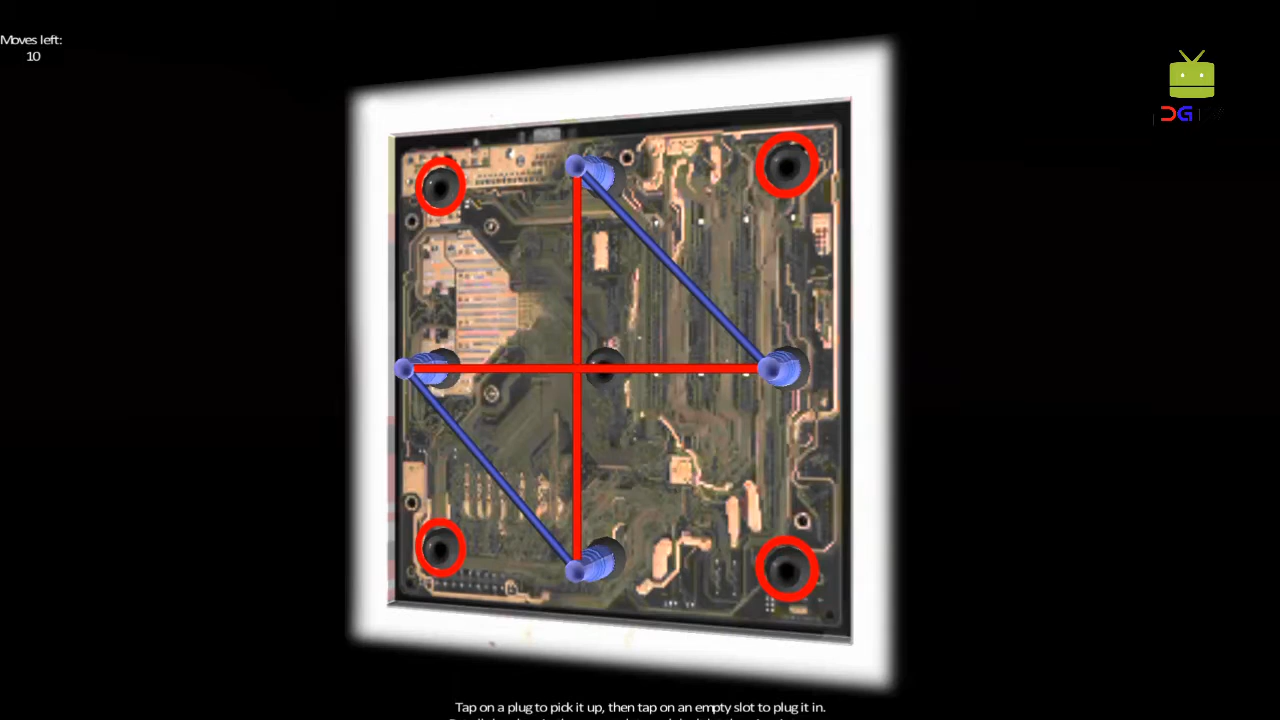 Moves left:
10
DG
Tap on a plug to pick it up, then tap on an empty slot to plug it in.